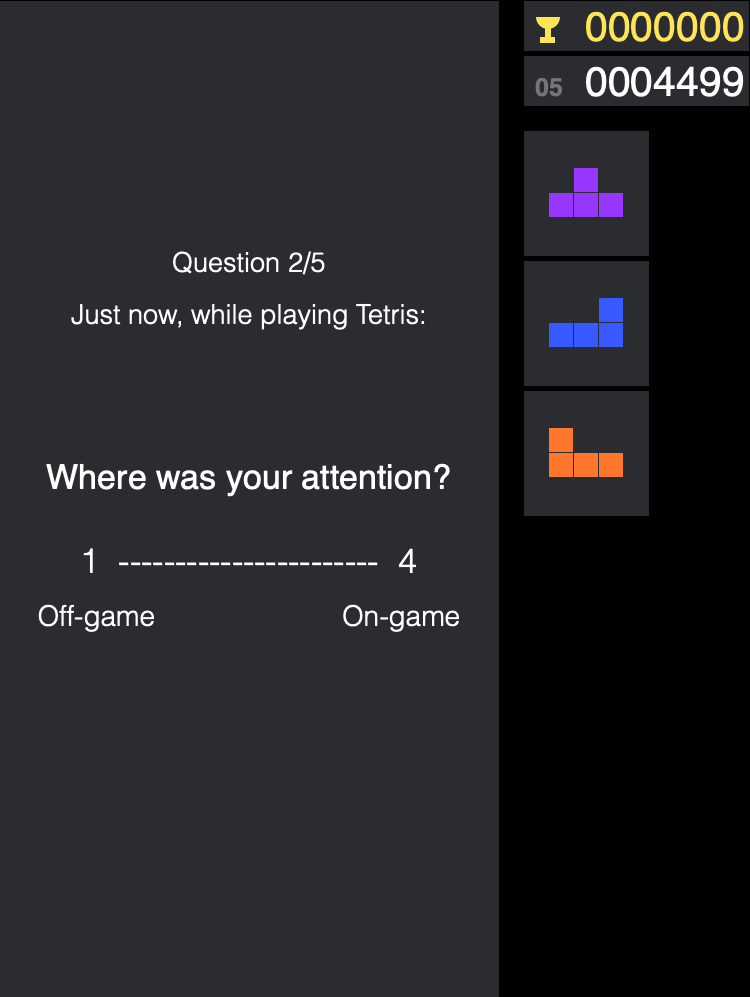 0000000
05 0004499
Question 2/5
Just now, while playing Tetris:
Where was your attention?
1 ----------------------- 4
Off-game On-game